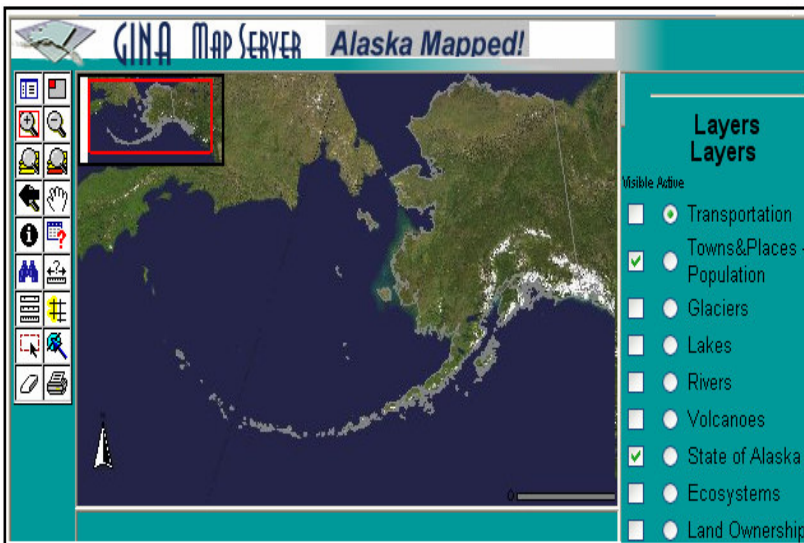 GINA MAP SERVER Alaska Mapped!
Layers
Layers
Visible Active
Transportation
Towns&Places -
Population
Glaciers
Lakes
Rivers
Volcanoes
State of Alaska
Ecosystems
Land Ownership
0